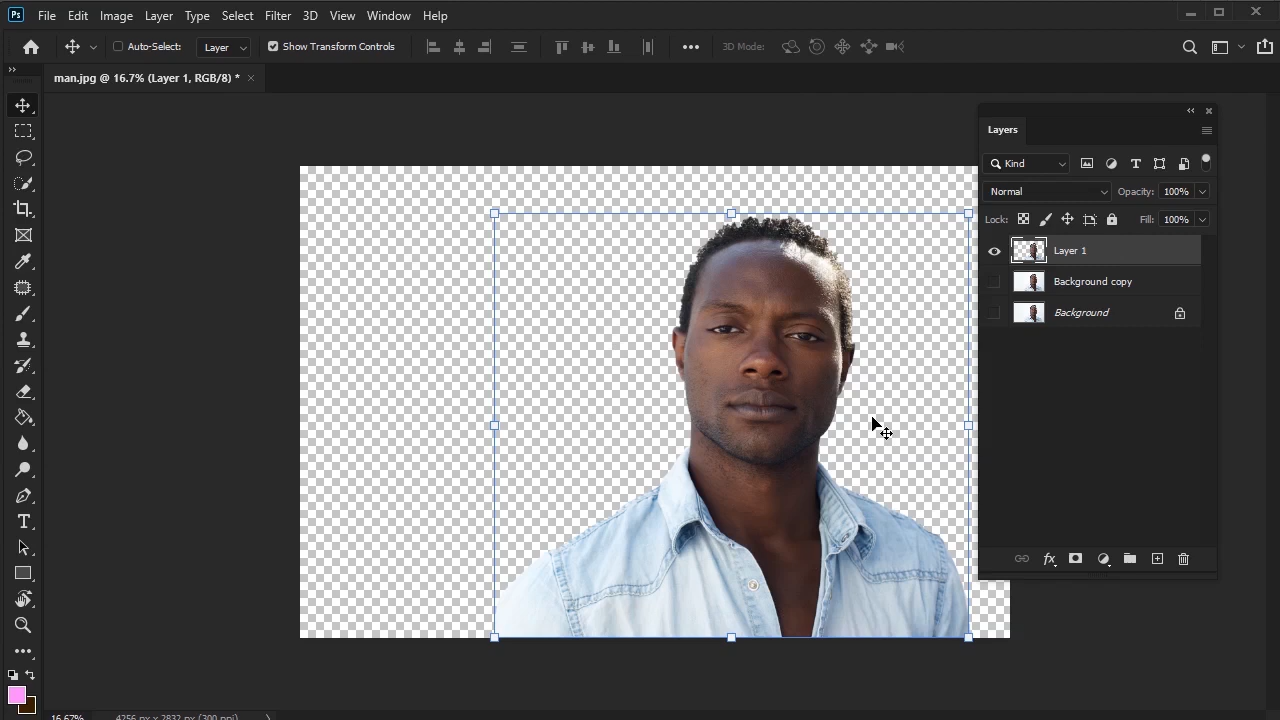 Ps File Edit Image Layer Type Select Filter 3D View Window Help
Auto-Select: Layer Show Transform Controls 3D Mode:
man.jpg @ 16.7% (Layer 1, RGB/8) *
Layers
Kind
Normal Opacity: 100%
Lock: Fill: 100%
Layer 1
Background copy
Background
16.67% 4256 px x 2832 px (300 ppi)